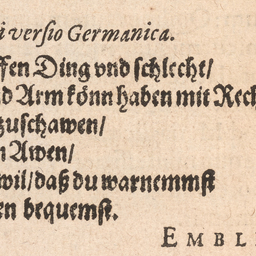 i versio Germanica.
ffen Ding vnd schlecht/
d Arm könn haben mit Rech
zuschawen/
n Awen/
wil/daß du warnemmst
en bequemst.
EMBL